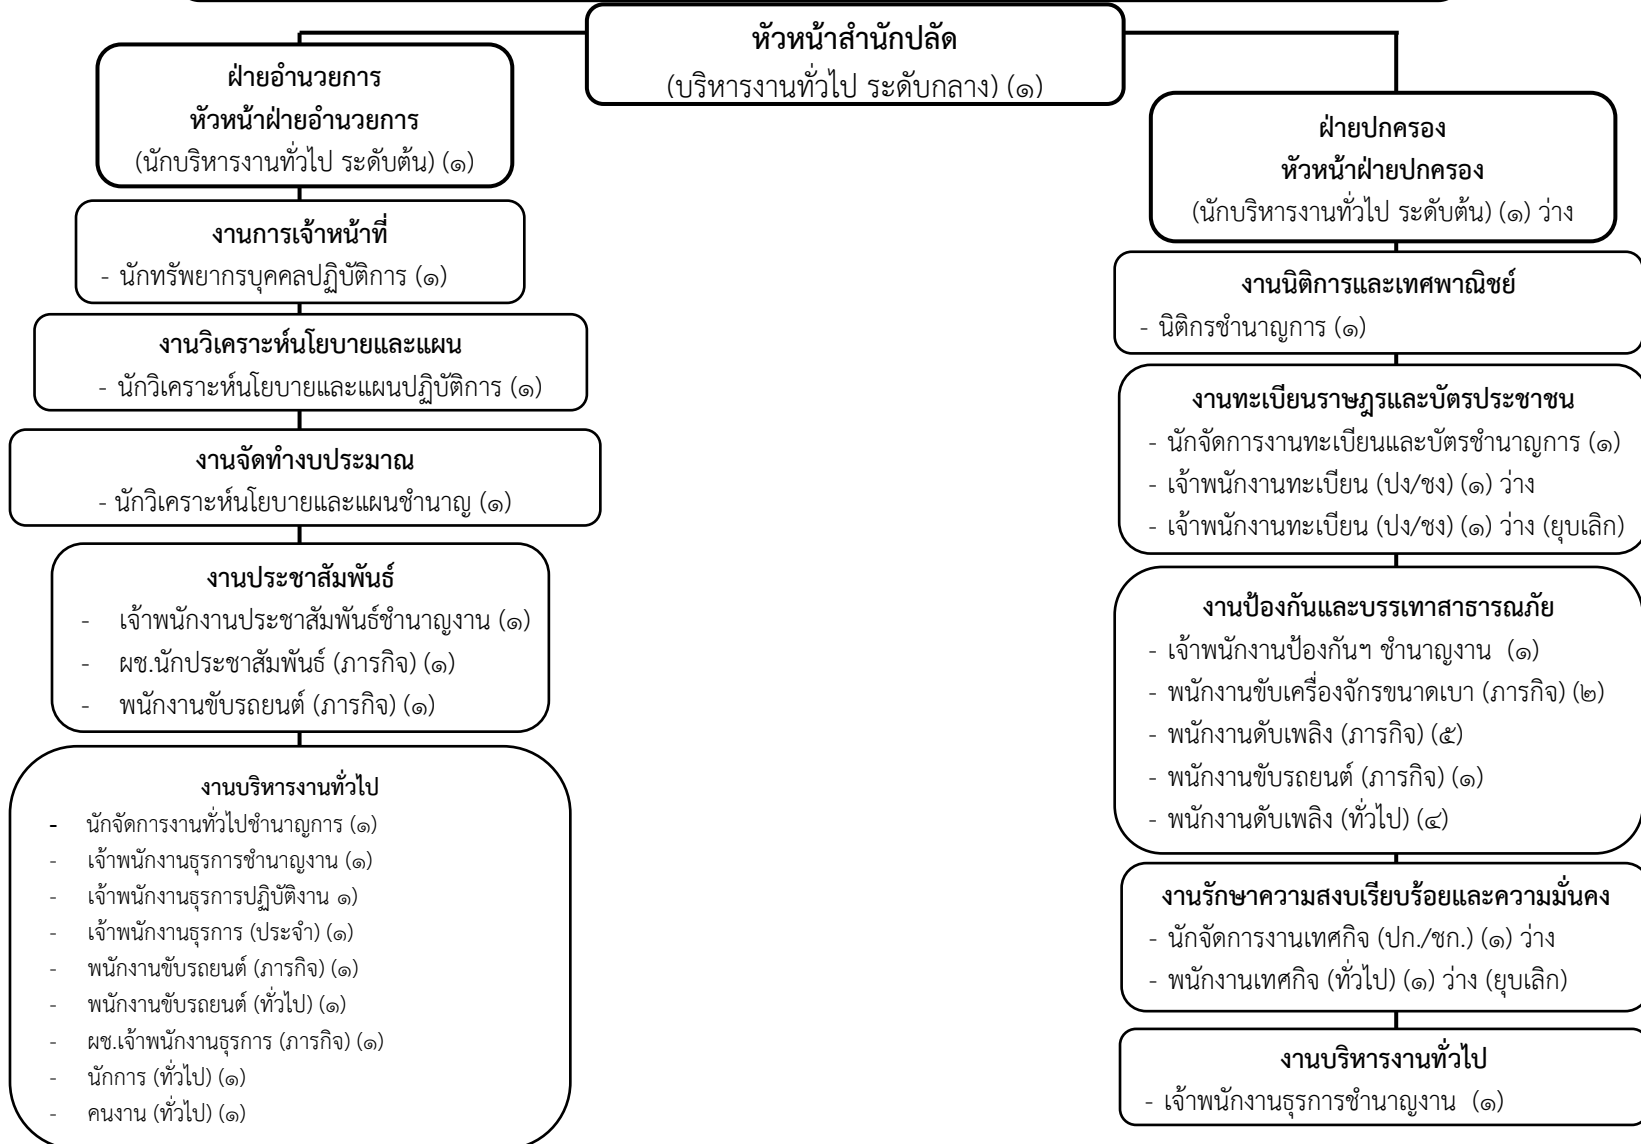 หัวหน้าสำนักปลัด
(บริหารงานทั่วไป ระดับกลาง) (๑)
ฝ่ายอำนวยการ
หัวหน้าฝ่ายอำนวยการ
(นักบริหารงานทั่วไป ระดับต้น) (๑)
งานการเจ้าหน้าที่
- นักทรัพยากรบุคคลปฏิบัติการ (๑)
งานวิเคราะห์นโยบายและแผน
- นักวิเคราะห์นโยบายและแผนปฏิบัติการ (๑)
งานจัดทำงบประมาณ
- นักวิเคราะห์นโยบายและแผนชำนาญ (๑)
งานประชาสัมพันธ์
- เจ้าพนักงานประชาสัมพันธ์ชำนาญงาน (๑)
- ผช.นักประชาสัมพันธ์ (ภารกิจ) (๑)
- พนักงานขับรถยนต์ (ภารกิจ) (๑)
งานบริหารงานทั่วไป
- นักจัดการงานทั่วไปชำนาญการ (๑)
- เจ้าพนักงานธุรการชำนาญงาน (๑)
- เจ้าพนักงานธุรการปฏิบัติงาน ๑)
- เจ้าพนักงานธุรการ (ประจำ) (๑)
- พนักงานขับรถยนต์ (ภารกิจ) (๑)
- พนักงานขับรถยนต์ (ทั่วไป) (๑)
- ผช.เจ้าพนักงานธุรการ (ภารกิจ) (๑)
- นักการ (ทั่วไป) (๑)
- คนงาน (ทั่วไป) (๑)
ฝ่ายปกครอง
หัวหน้าฝ่ายปกครอง
(นักบริหารงานทั่วไป ระดับต้น) (๑) ว่าง
งานนิติการและเทศพาณิชย์
- นิติกรชำนาญการ (๑)
งานทะเบียนราษฎรและบัตรประชาชน
- นักจัดการงานทะเบียนและบัตรชำนาญการ (๑)
- เจ้าพนักงานทะเบียน (ปง/ชง) (๑) ว่าง
- เจ้าพนักงานทะเบียน (ปง/ชง) (๑) ว่าง (ยุบเลิก)
งานป้องกันและบรรเทาสาธารณภัย
- เจ้าพนักงานป้องกันฯ ชำนาญงาน (๑)
- พนักงานขับเครื่องจักรขนาดเบา (ภารกิจ) (๒)
- พนักงานดับเพลิง (ภารกิจ) (๕)
- พนักงานขับรถยนต์ (ภารกิจ) (๑)
- พนักงานดับเพลิง (ทั่วไป) (๔)
งานรักษาความสงบเรียบร้อยและความมั่นคง
- นักจัดการงานเทศกิจ (ปก./ชก.) (๑) ว่าง
- พนักงานเทศกิจ (ทั่วไป) (๑) ว่าง (ยุบเลิก)
งานบริหารงานทั่วไป
- เจ้าพนักงานธุรการชำนาญงาน (๑)